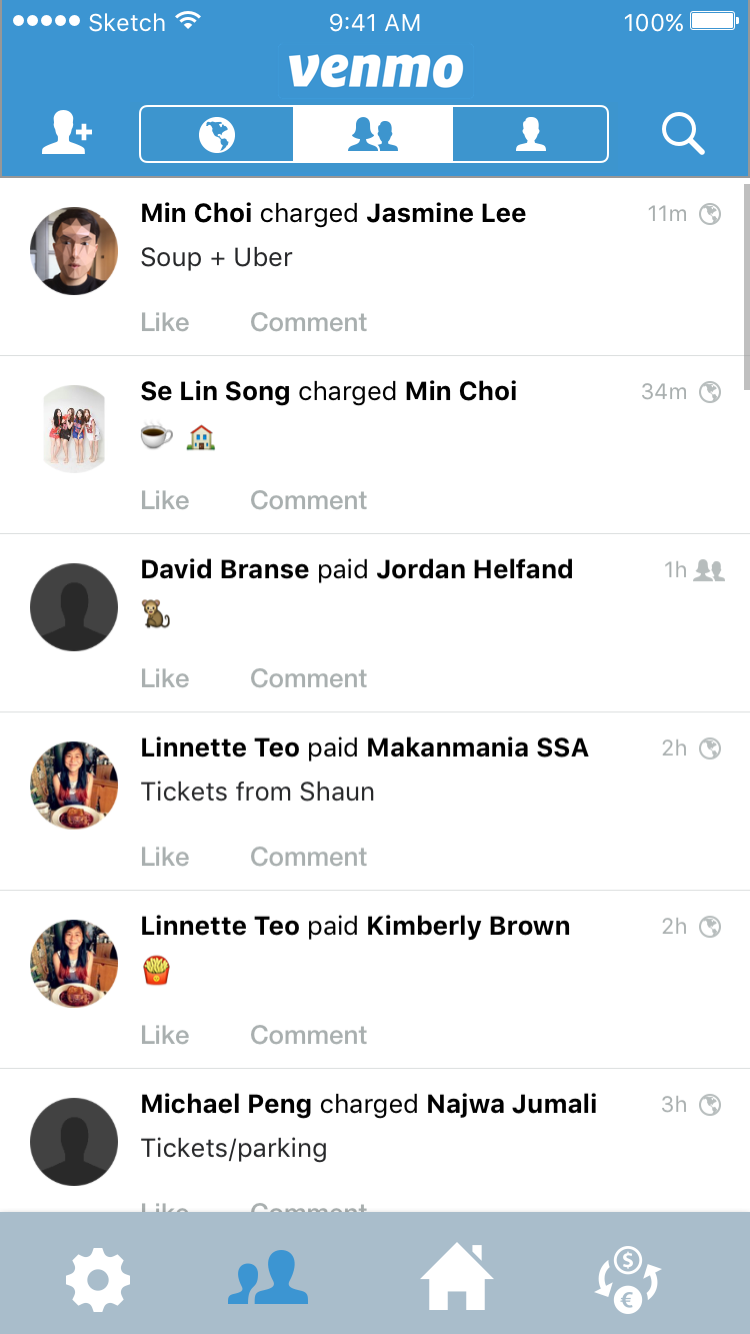 Sketch 9:41 AM 100%
venmo
Min Choi charged Jasmine Lee 11m
Soup + Uber
Like Comment
Se Lin Song charged Min Choi 34m
Like Comment
David Branse paid Jordan Helfand 1h
Like Comment
Linnette Teo paid Makanmania SSA 2h
Tickets from Shaun
Like Comment
Linnette Teo paid Kimberly Brown 2h
Like Comment
Michael Peng charged Najwa Jumali 3h
Tickets/parking
Like Comment
$
€